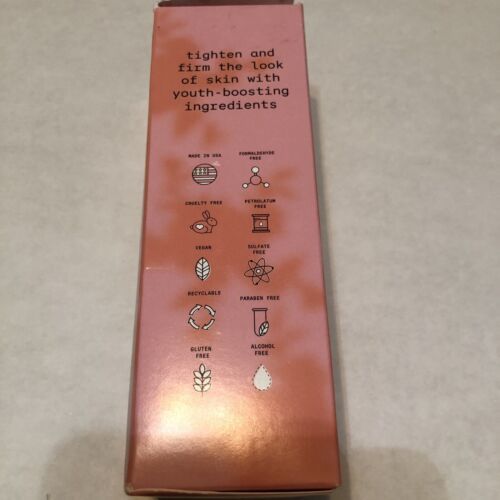 tighten and
firm the look
of skin with
youth-boosting
ingredients
MADE IN USA
FORMALDEHYDE
FREE
CRUELTY FREE
PETROLATUM
FREE
VEGAN
SULFATE
FREE
RECYCLABLE
PARABEN FREE
GLUTEN
FREE
ALCOHOL
FREE